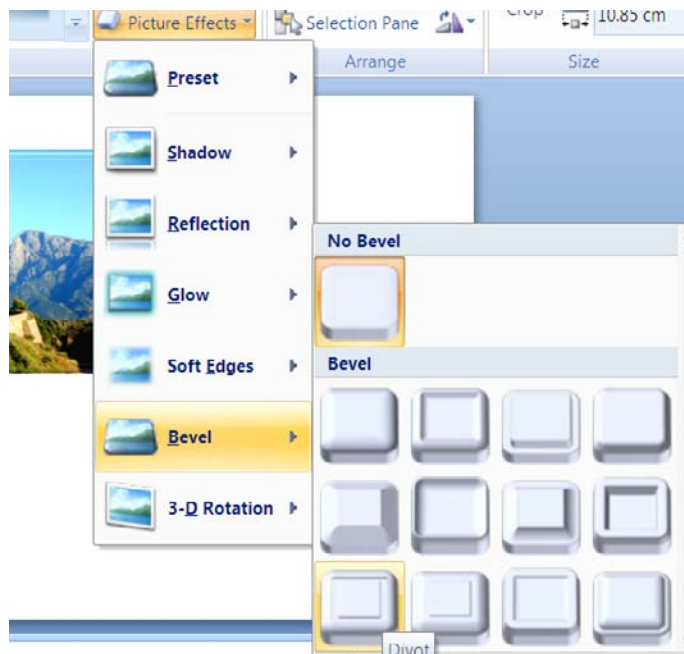 Picture Effects
Selection Pane
Crop
10.85 cm
Arrange
Size
Preset
Shadow
Reflection
Glow
Soft Edges
Bevel
3-D Rotation
No Bevel
Bevel
Divot